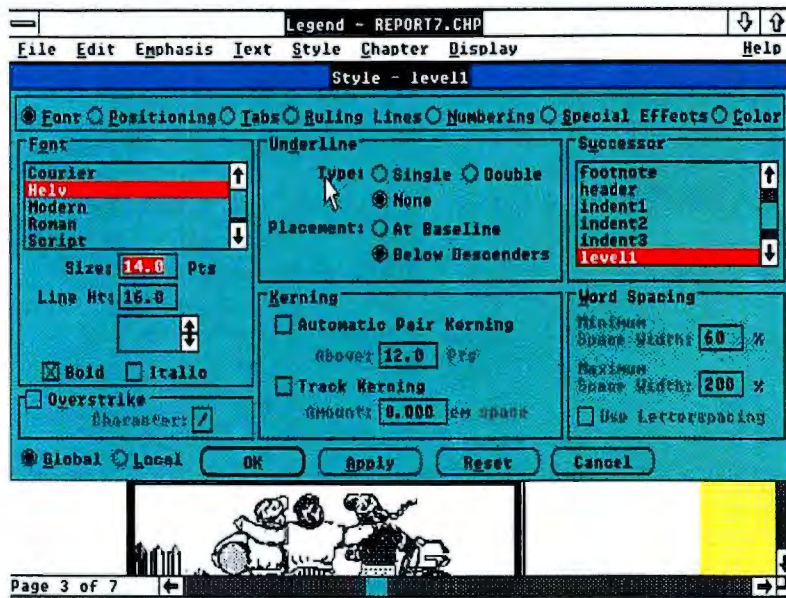 Legend - REPORT7.CHP
File Edit Emphasis Text Style Chapter Display Help
Style - level1
Font Positioning Tabs Ruling Lines Numbering Special Effects Color
Font
Courier
Helv
Modern
Roman
Script
Size: 14.0 Pts
Line Ht: 16.0
Bold Italic
Overstrike
Character: /
Underline
Type: Single Double
None
Placement: At Baseline
Below Descenders
Kerning
Automatic Pair Kerning
Above: 12.0 Pts
Track Kerning
Amount: 0.000 em space
Successor
footnote
header
indent1
indent2
indent3
level1
Word Spacing
Minimum
Space Width: 60 %
Maximum
Space Width: 200 %
Use Letterspacing
Global Local OK Apply Reset Cancel
Page 3 of 7